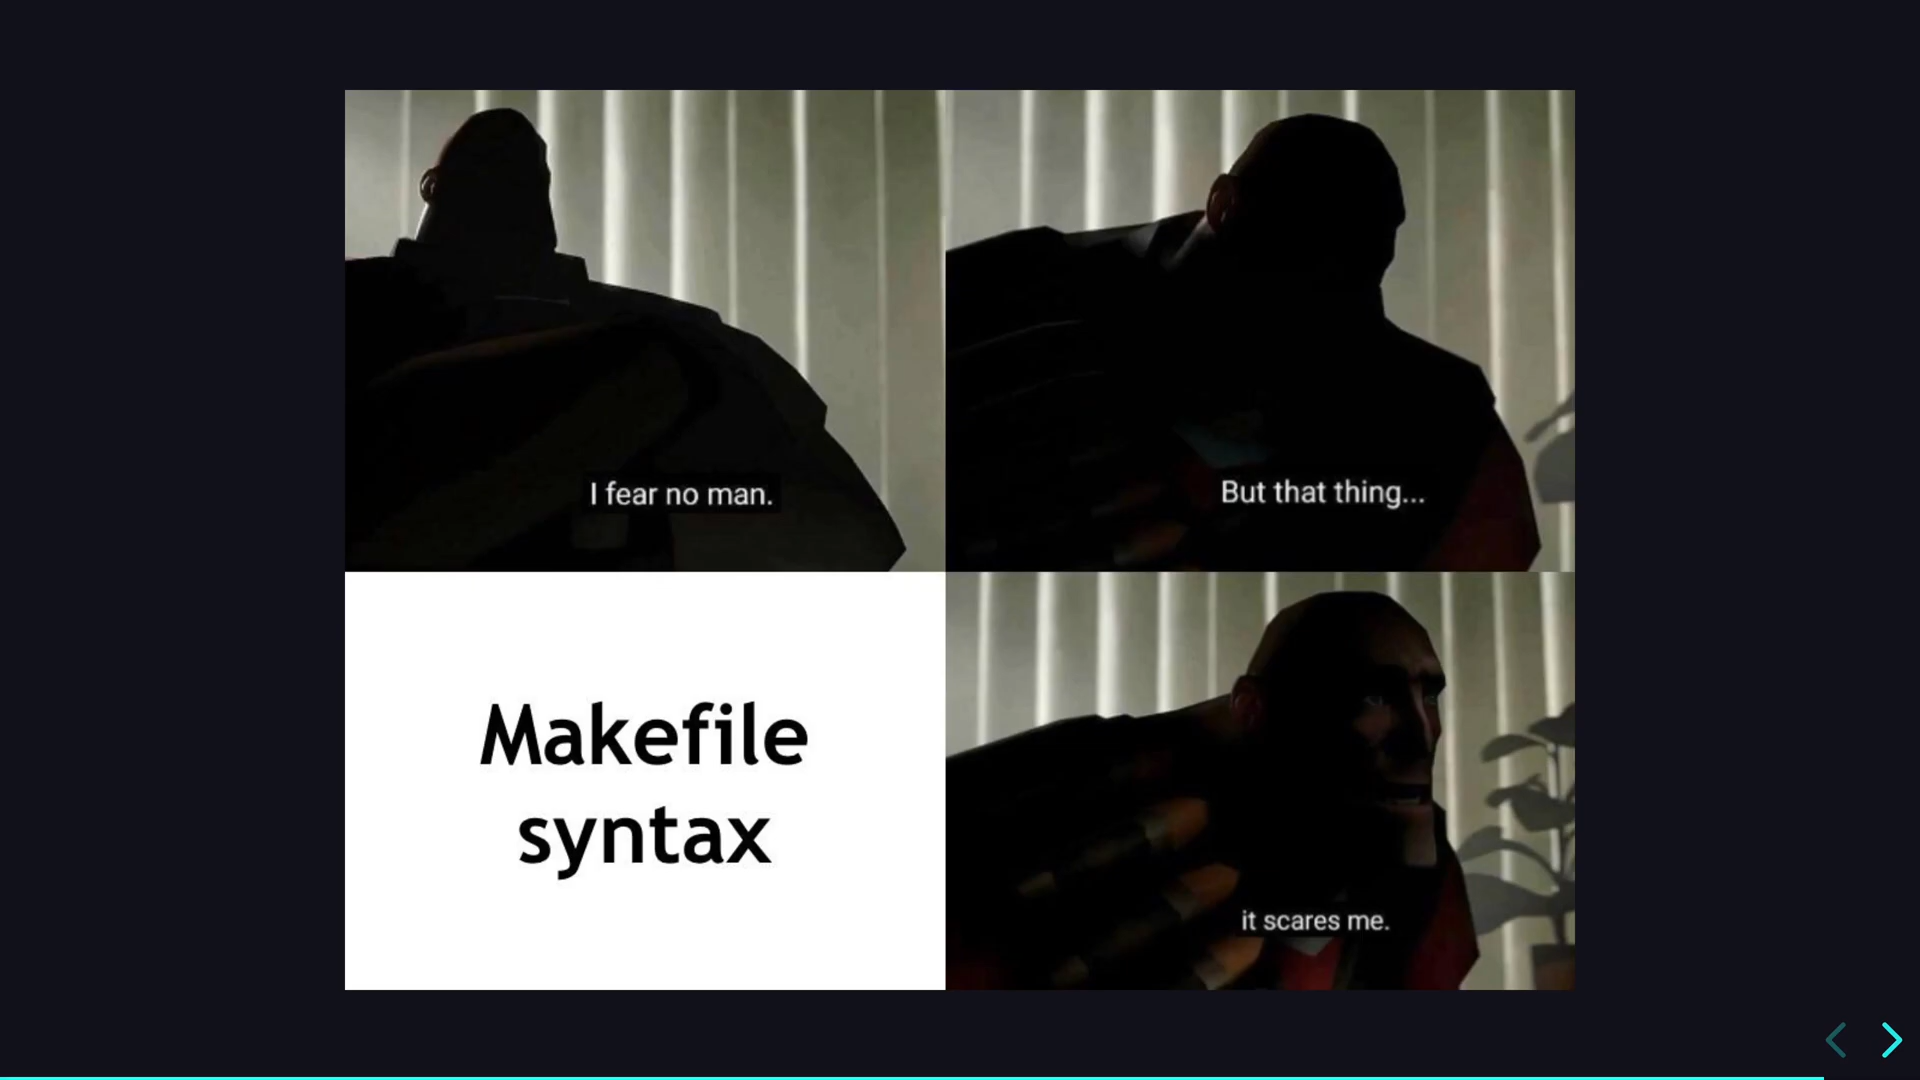 I fear no man.
But that thing...
Makefile
syntax
it scares me.